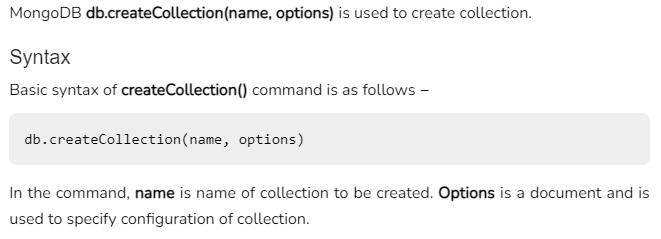 MongoDB db.createCollection(name, options) is used to create collection.
Syntax
Basic syntax of createCollection() command is as follows −
db.createCollection(name, options)
In the command, name is name of collection to be created. Options is a document and is
used to specify configuration of collection.